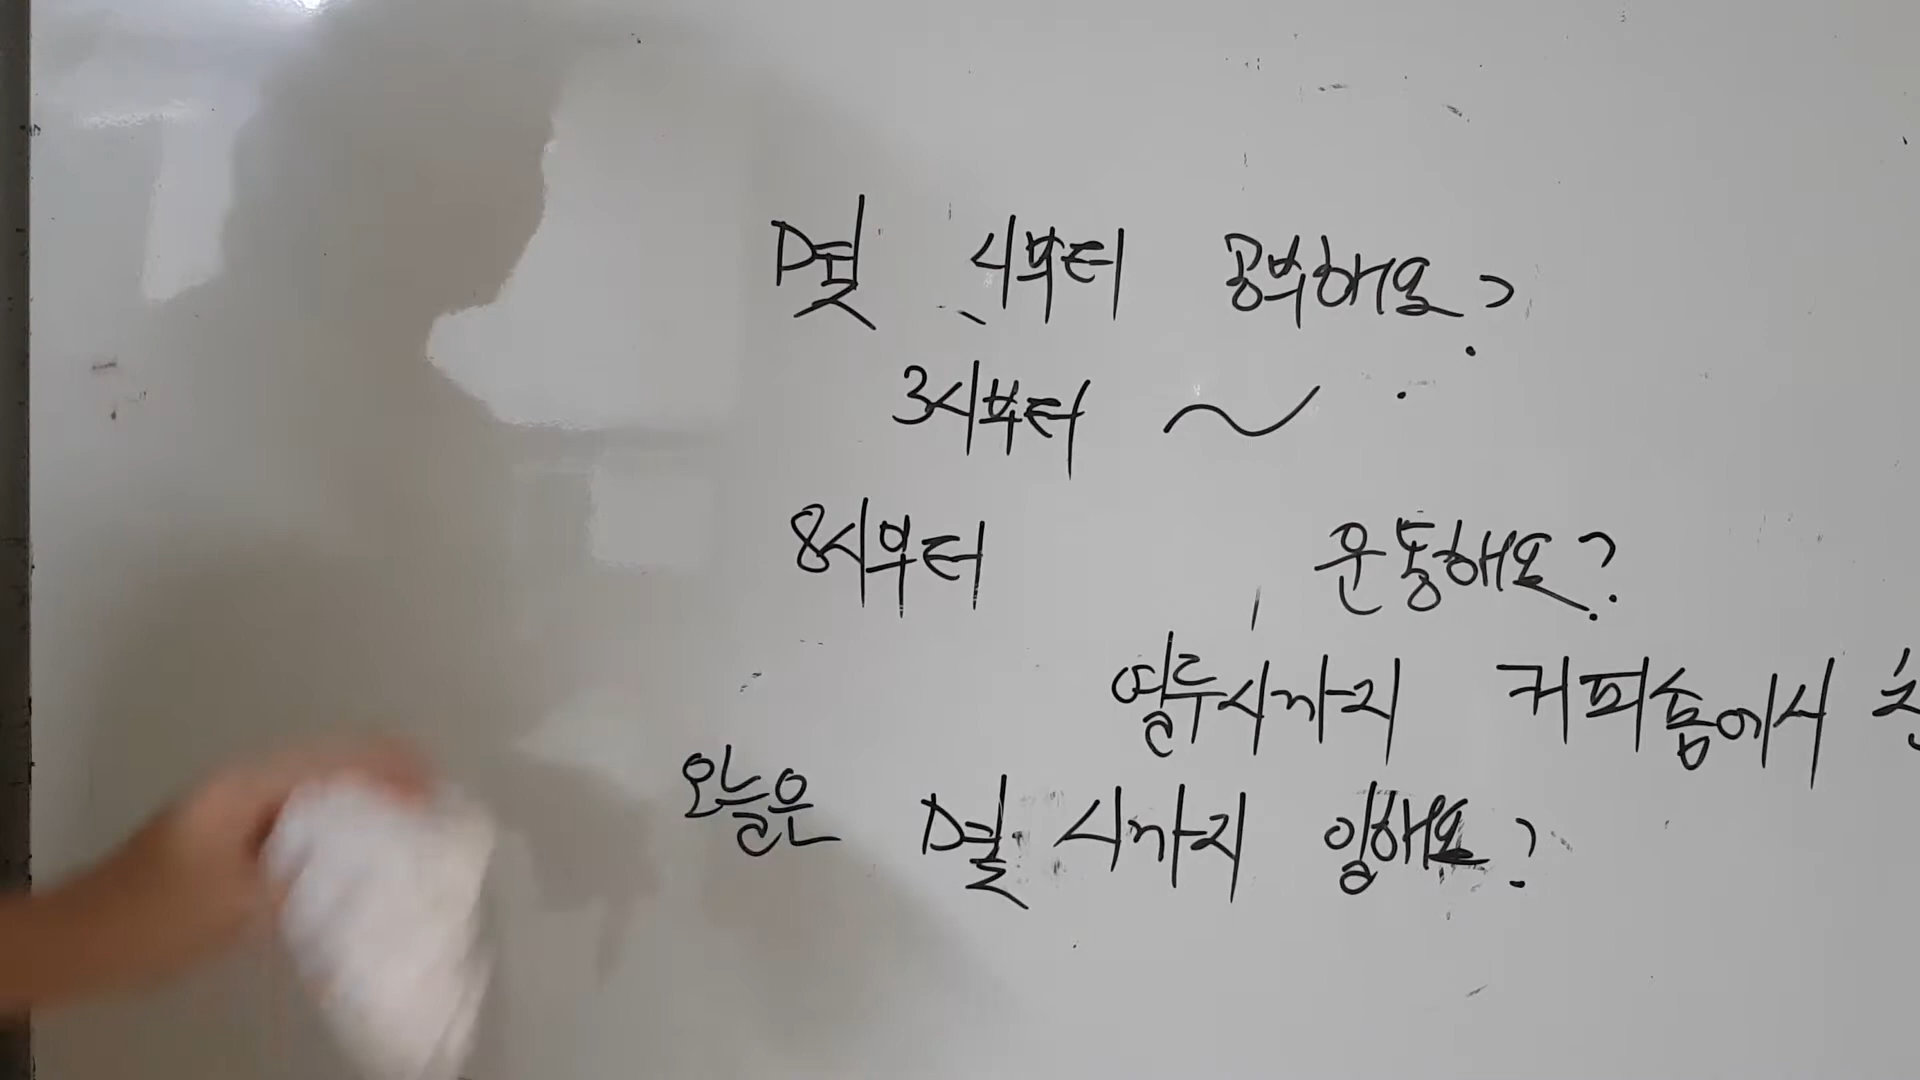 몇 시부터 공부해요?
3시부터 ~
8시부터 운동해요?
열두시까지 커피숍에서
오늘은 몇 시까지 일해요?